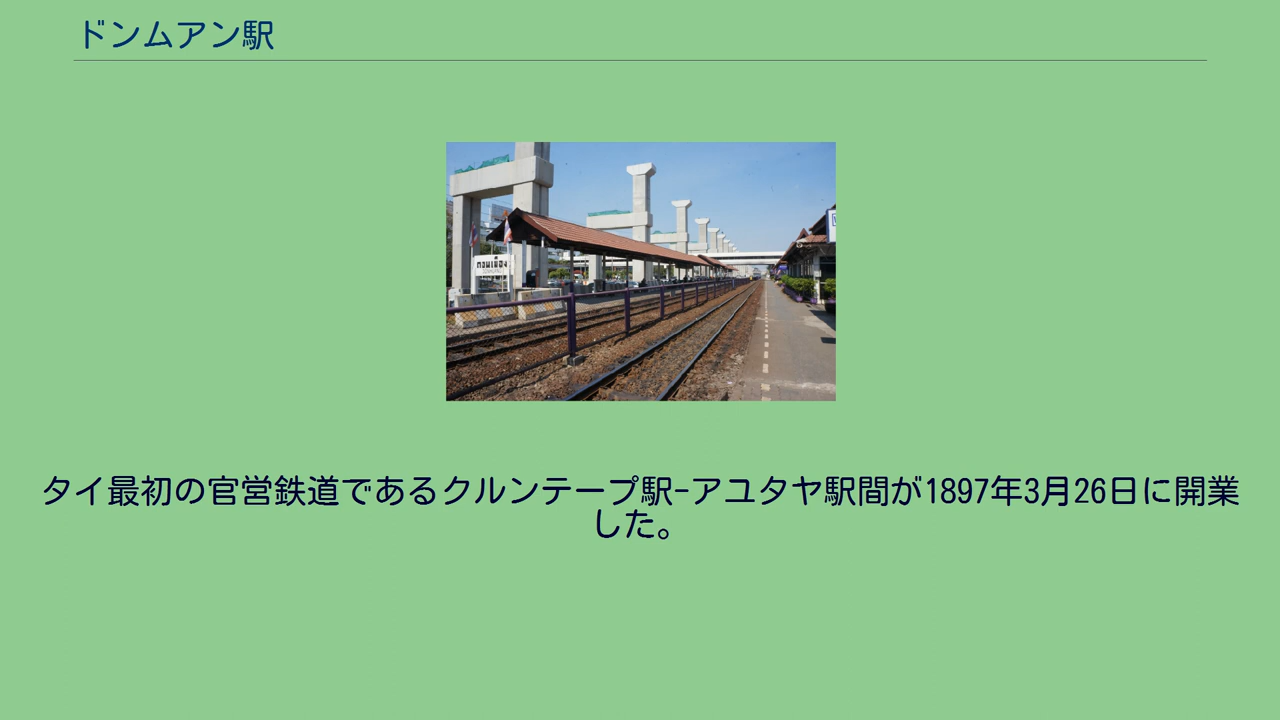 ドンムアン駅
タイ最初の官営鉄道であるクルンテープ駅-アユタヤ駅間が1897年3月26日に開業
した。